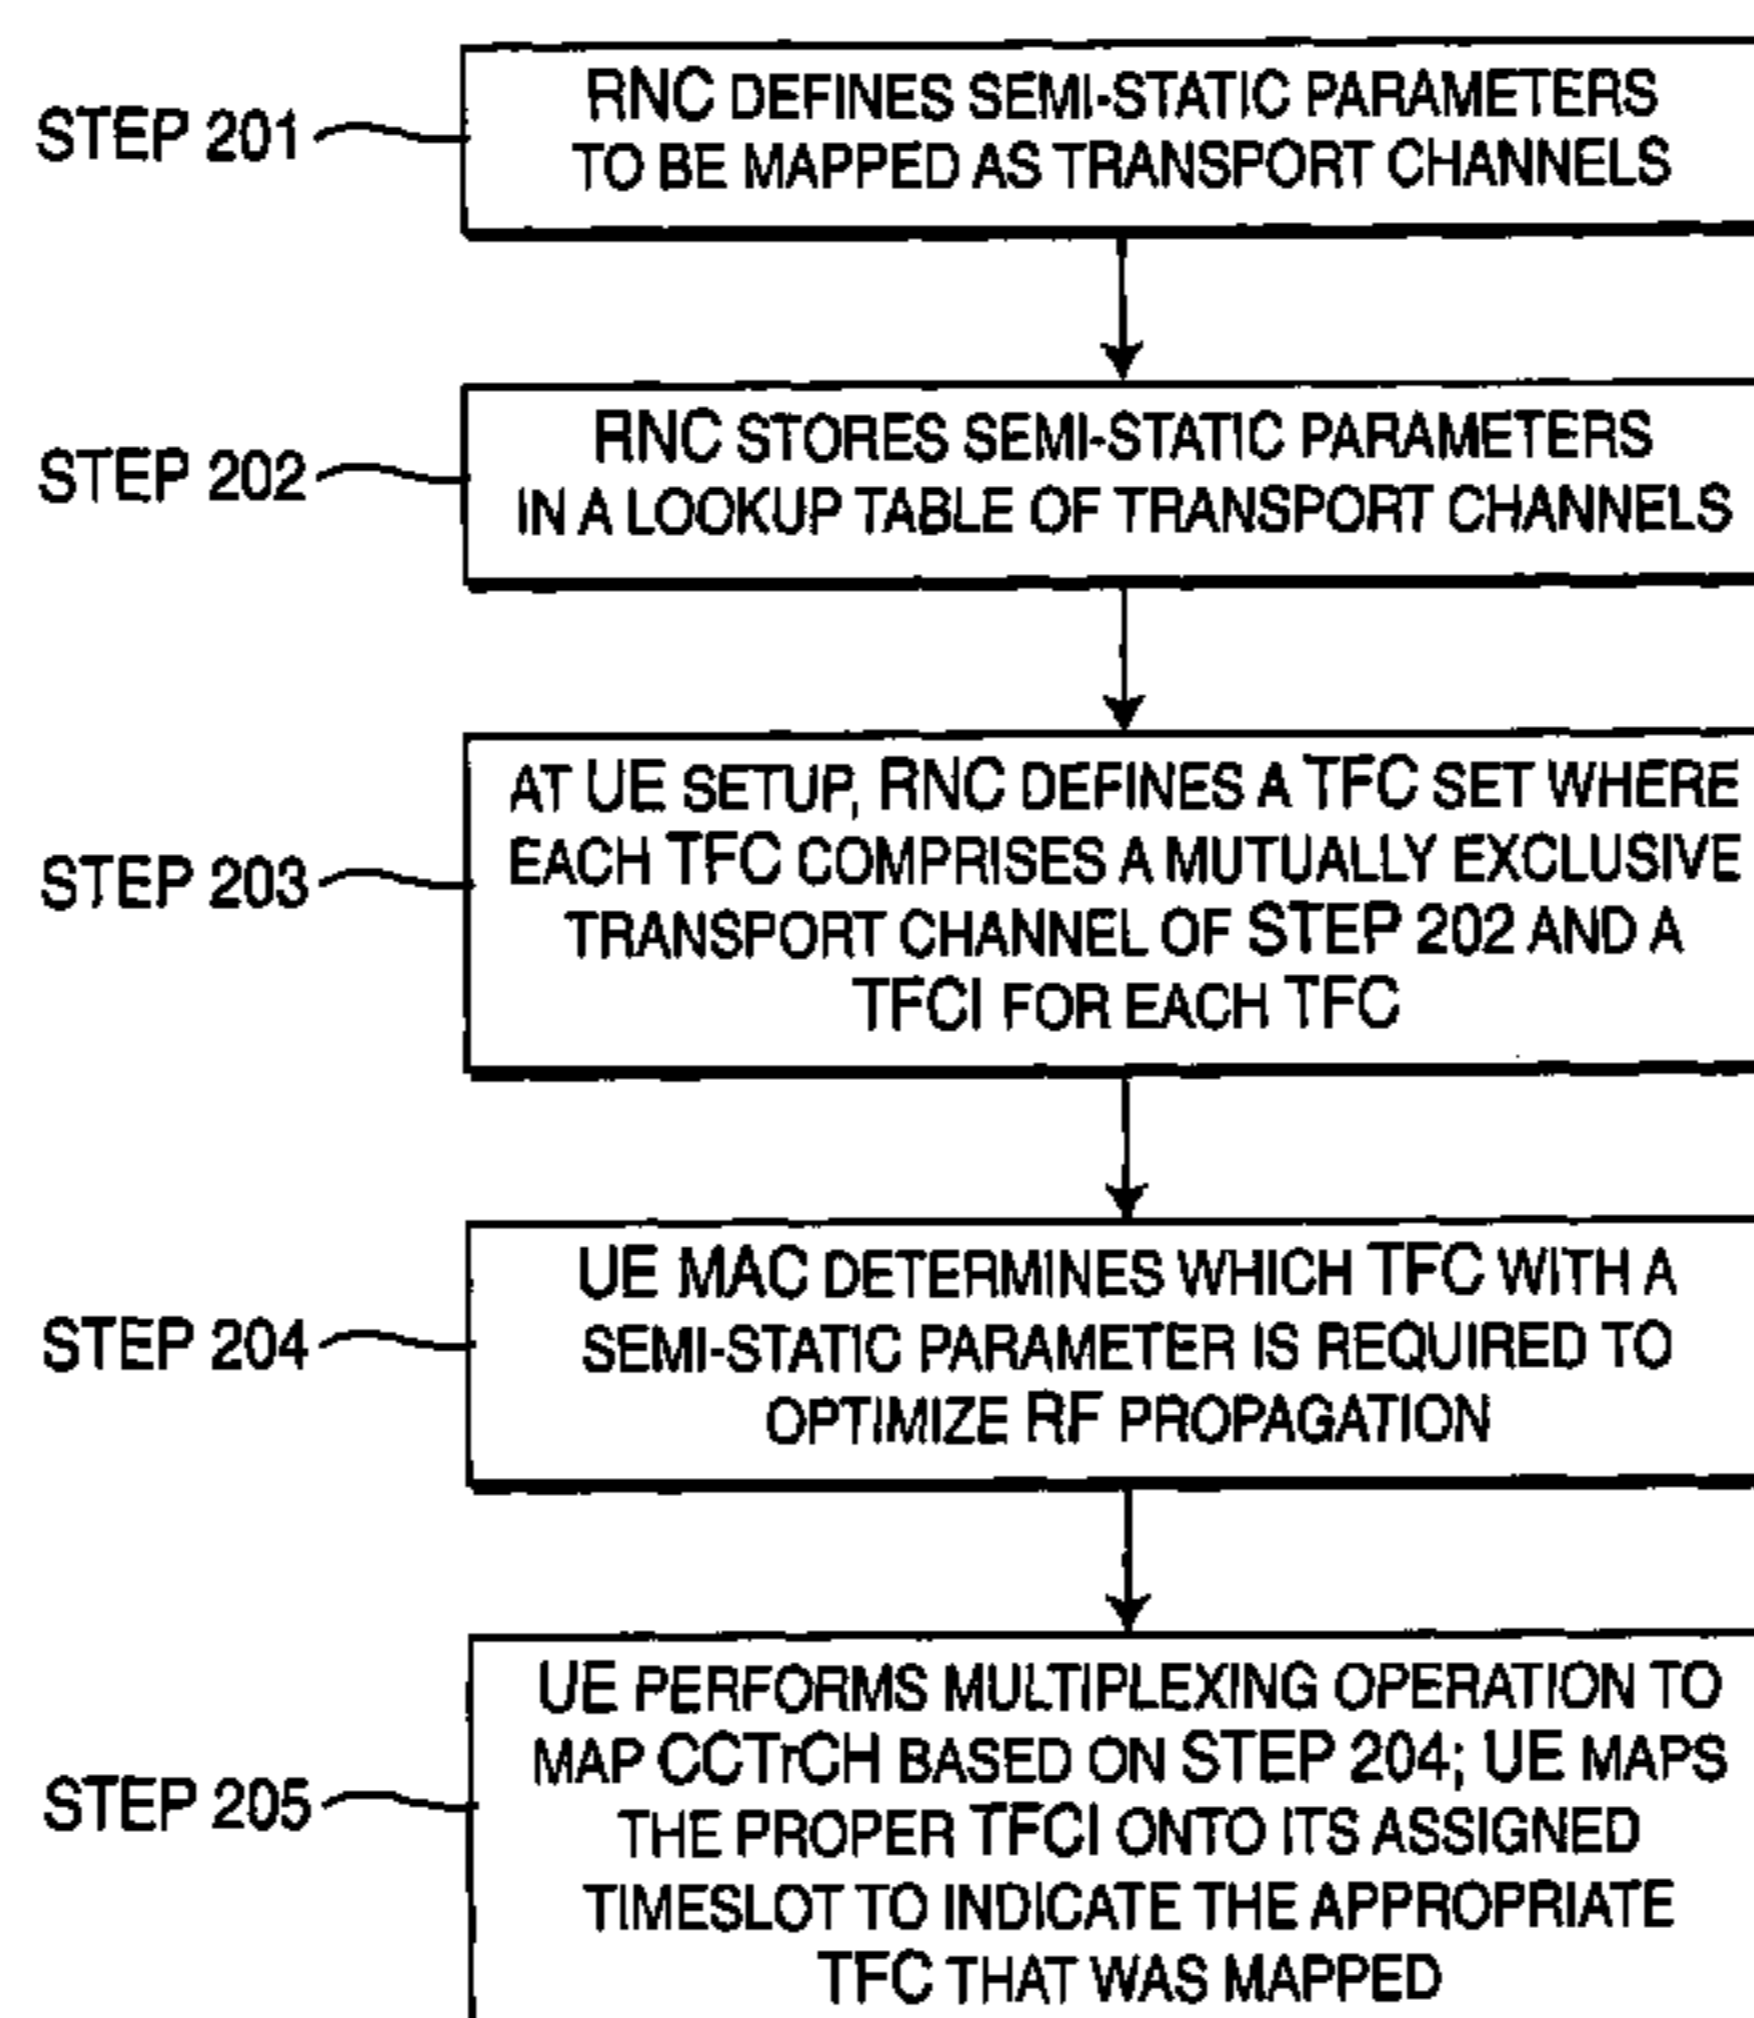 STEP 201
RNC DEFINES SEMI-STATIC PARAMETERS
TO BE MAPPED AS TRANSPORT CHANNELS
STEP 202
RNC STORES SEMI-STATIC PARAMETERS
IN A LOOKUP TABLE OF TRANSPORT CHANNELS
STEP 203
AT UE SETUP, RNC DEFINES A TFC SET WHERE
EACH TFC COMPRISES A MUTUALLY EXCLUSIVE
TRANSPORT CHANNEL OF STEP 202 AND A
TFCI FOR EACH TFC
STEP 204
UE MAC DETERMINES WHICH TFC WITH A
SEMI-STATIC PARAMETER IS REQUIRED TO
OPTIMIZE RF PROPAGATION
STEP 205
UE PERFORMS MULTIPLEXING OPERATION TO
MAP CCTrCH BASED ON STEP 204; UE MAPS
THE PROPER TFCI ONTO ITS ASSIGNED
TIMESLOT TO INDICATE THE APPROPRIATE
TFC THAT WAS MAPPED